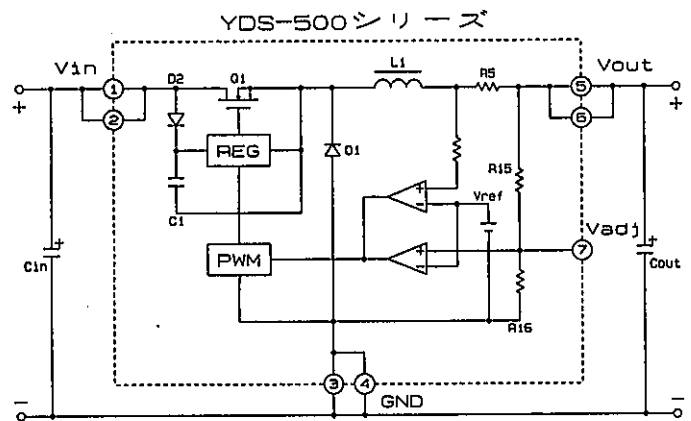 YDS-500シリーズ
Vin
Vout
D2
Q1
L1
R5
1
2
5
6
+
+
REG
D1
R15
C1
Vref
+
-
Vadj
7
PWM
+
-
Cin
+
Cout
+
R16
3
4
GND
-
-